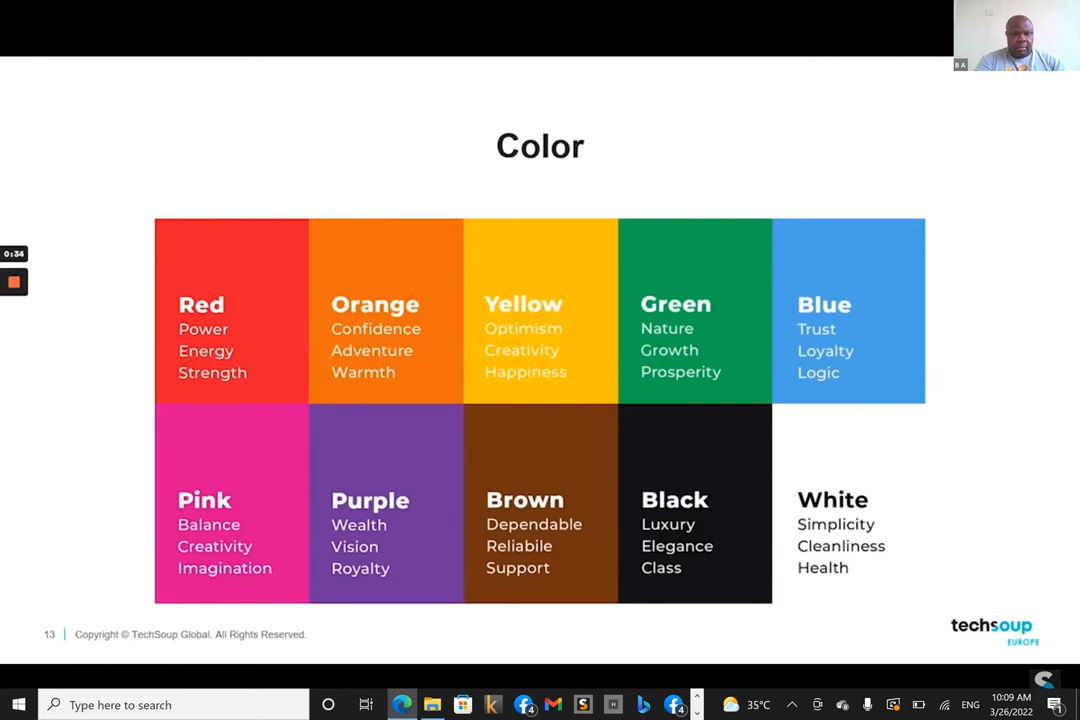 B A
Color
0:34
Red
Power
Energy
Strength
Orange
Confidence
Adventure
Warmth
Yellow
Optimism
Creativity
Happiness
Green
Nature
Growth
Prosperity
Blue
Trust
Loyalty
Logic
Pink
Balance
Creativity
Imagination
Purple
Wealth
Vision
Royalty
Brown
Dependable
Reliabile
Support
Black
Luxury
Elegance
Class
White
Simplicity
Cleanliness
Health
13 | Copyright © TechSoup Global. All Rights Reserved.
techsoup
EUROPE
Type here to search
4
4
35°C
ENG
10:09 AM
3/26/2022
1